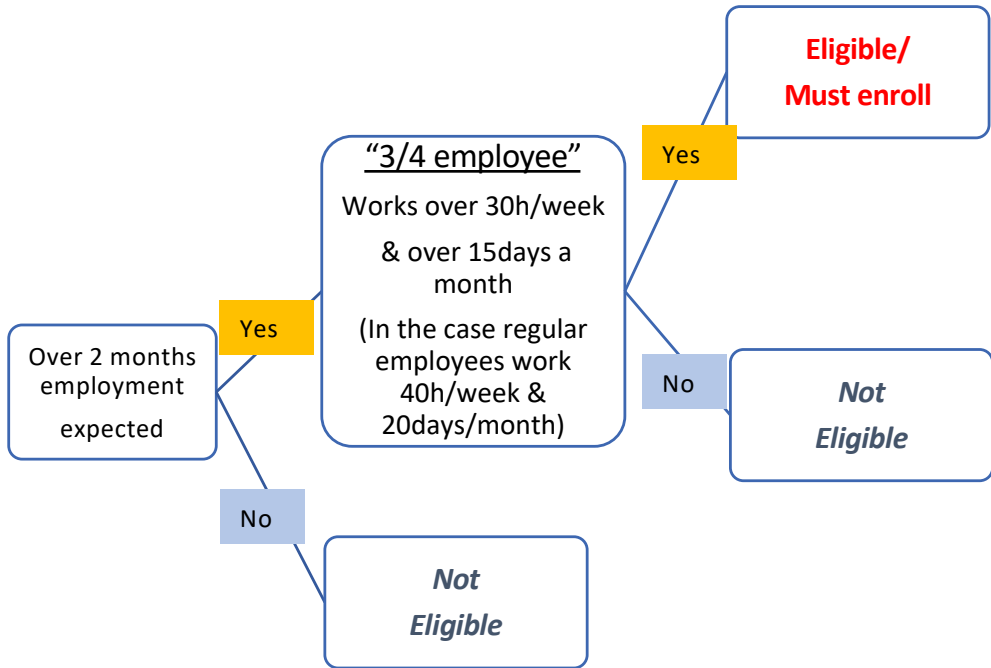 Over 2 months
employment
expected
Yes
No
“3/4 employee”
Works over 30h/week
& over 15days a
month
(In the case regular
employees work
40h/week &
20days/month)
Yes
No
Eligible/
Must enroll
Not
Eligible
Not
Eligible